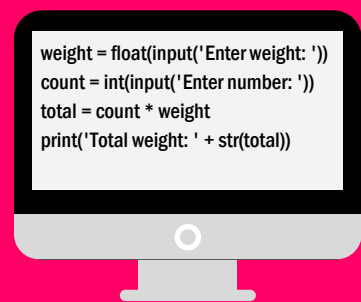 weight = float(input('Enter weight: '))
count = int(input('Enter number: '))
total = count * weight
print('Total weight: ' + str(total))